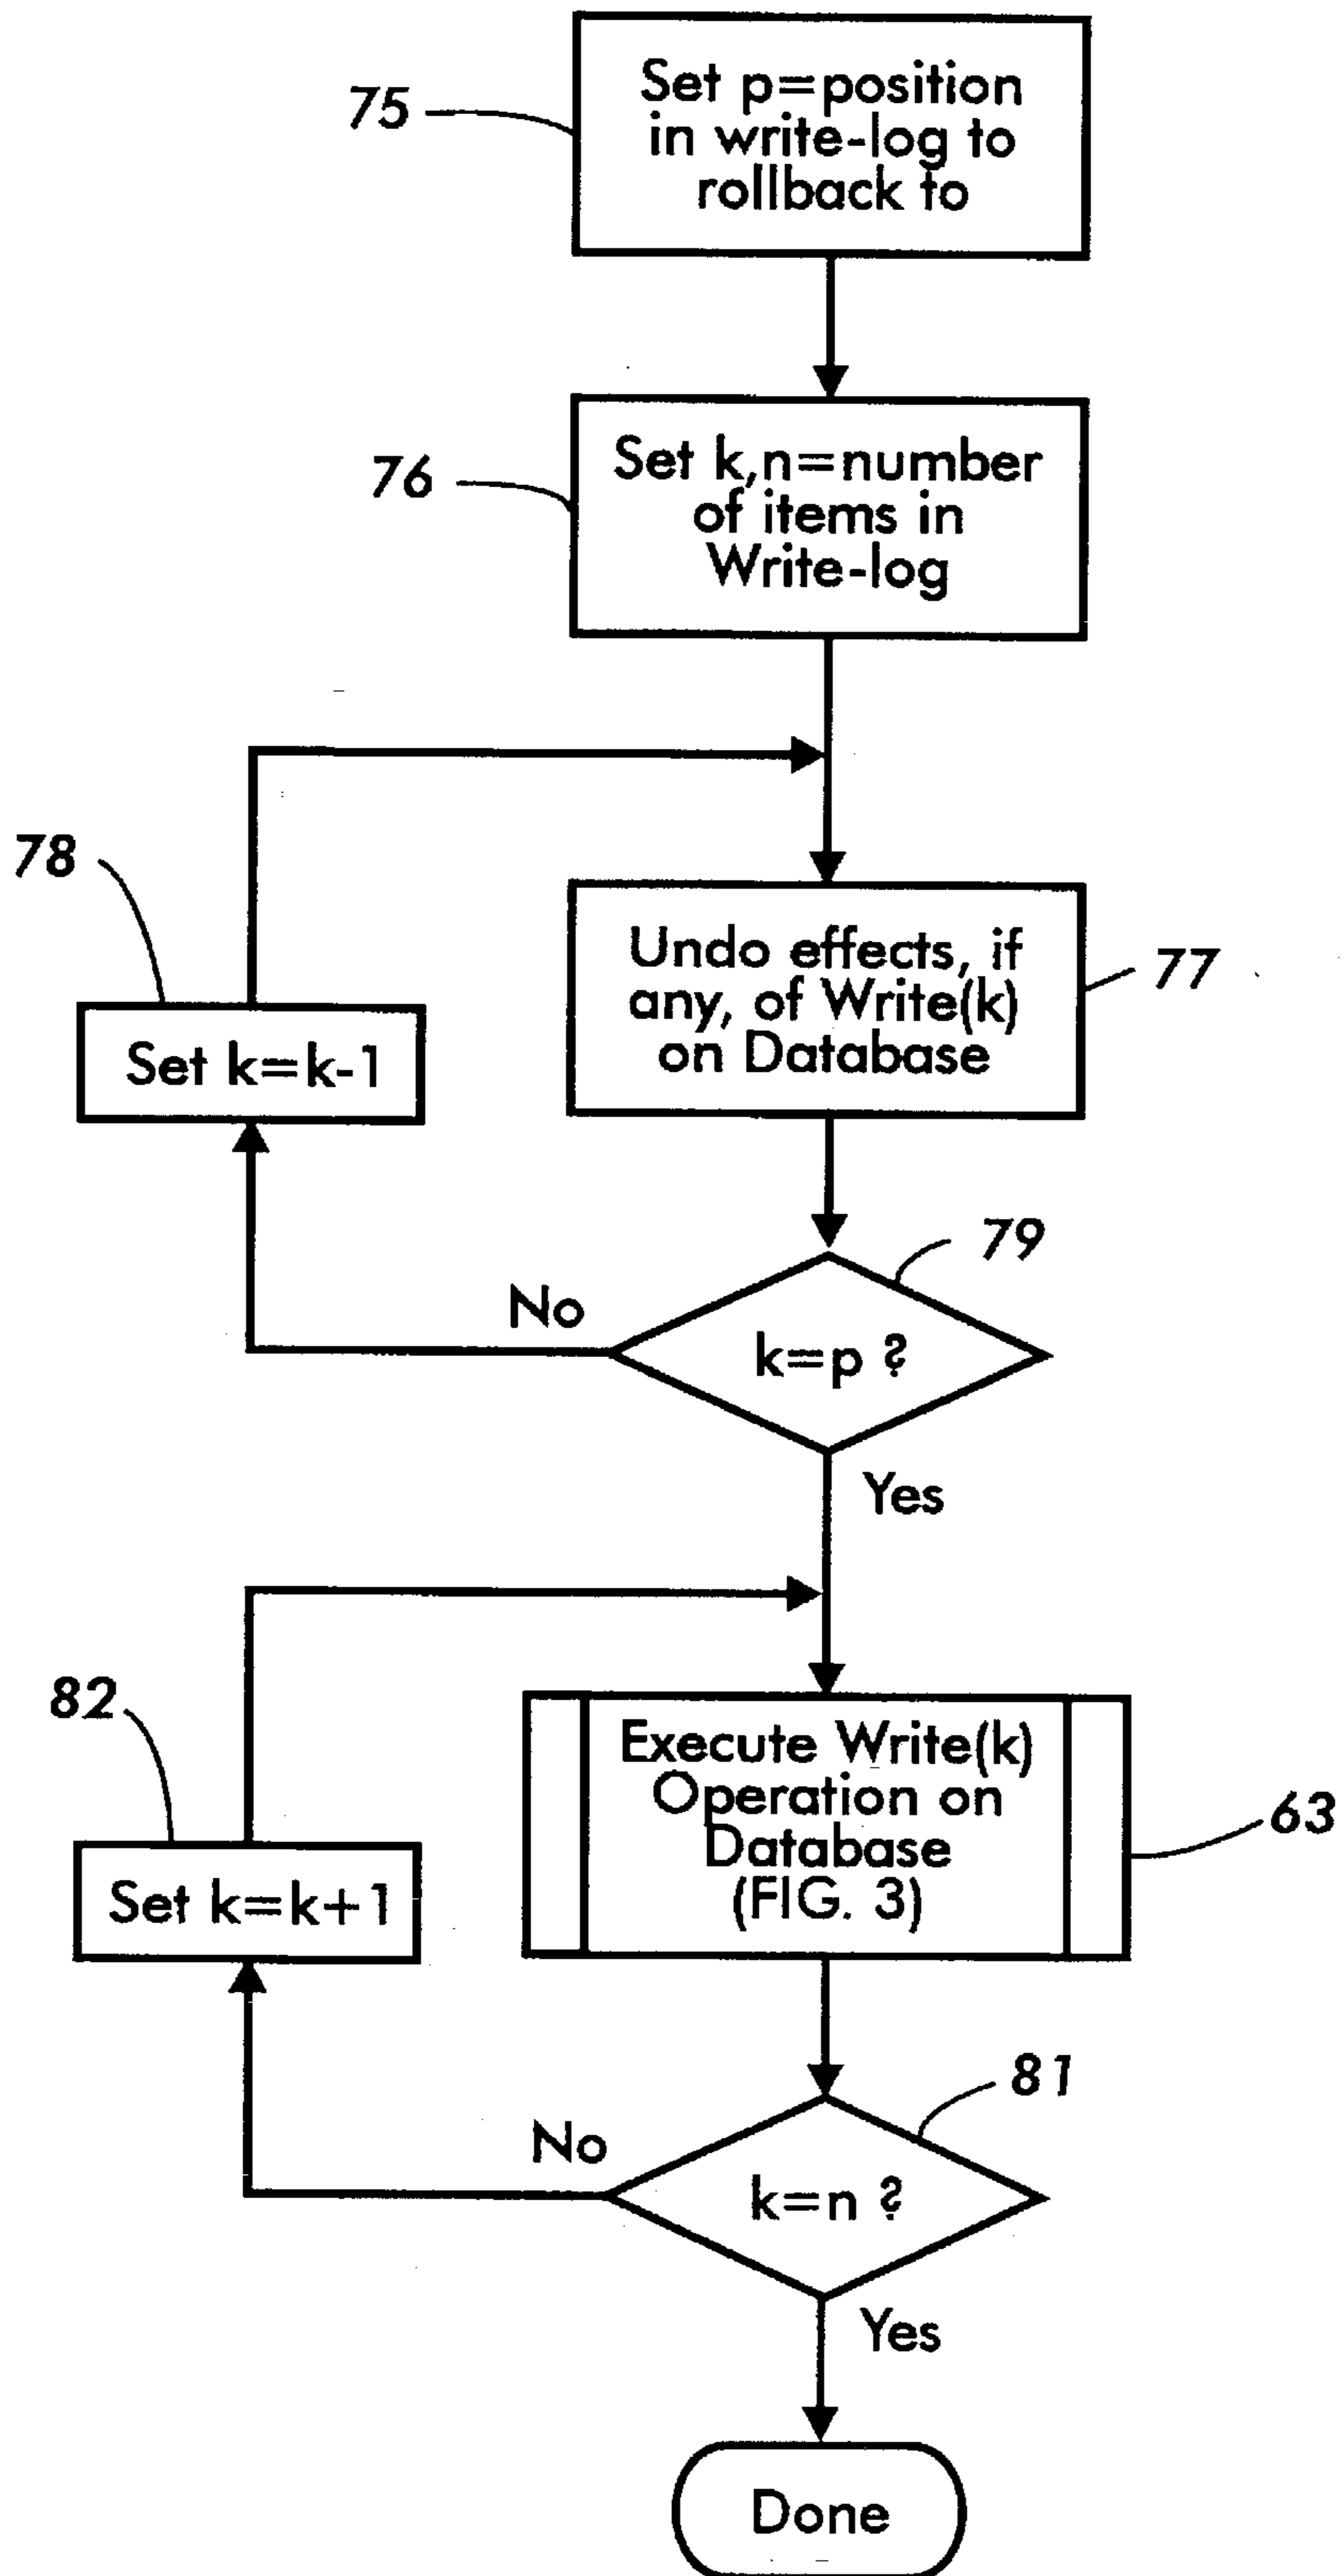 75
Set p=position
in write-log to
rollback to
76
Set k,n=number
of items in
Write-log
78
Set k=k-1
Undo effects, if
any, of Write(k)
on Database
77
79
No
k=p ?
Yes
82
Set k=k+1
Execute Write(k)
Operation on
Database
(FIG. 3)
63
81
No
k=n ?
Yes
Done